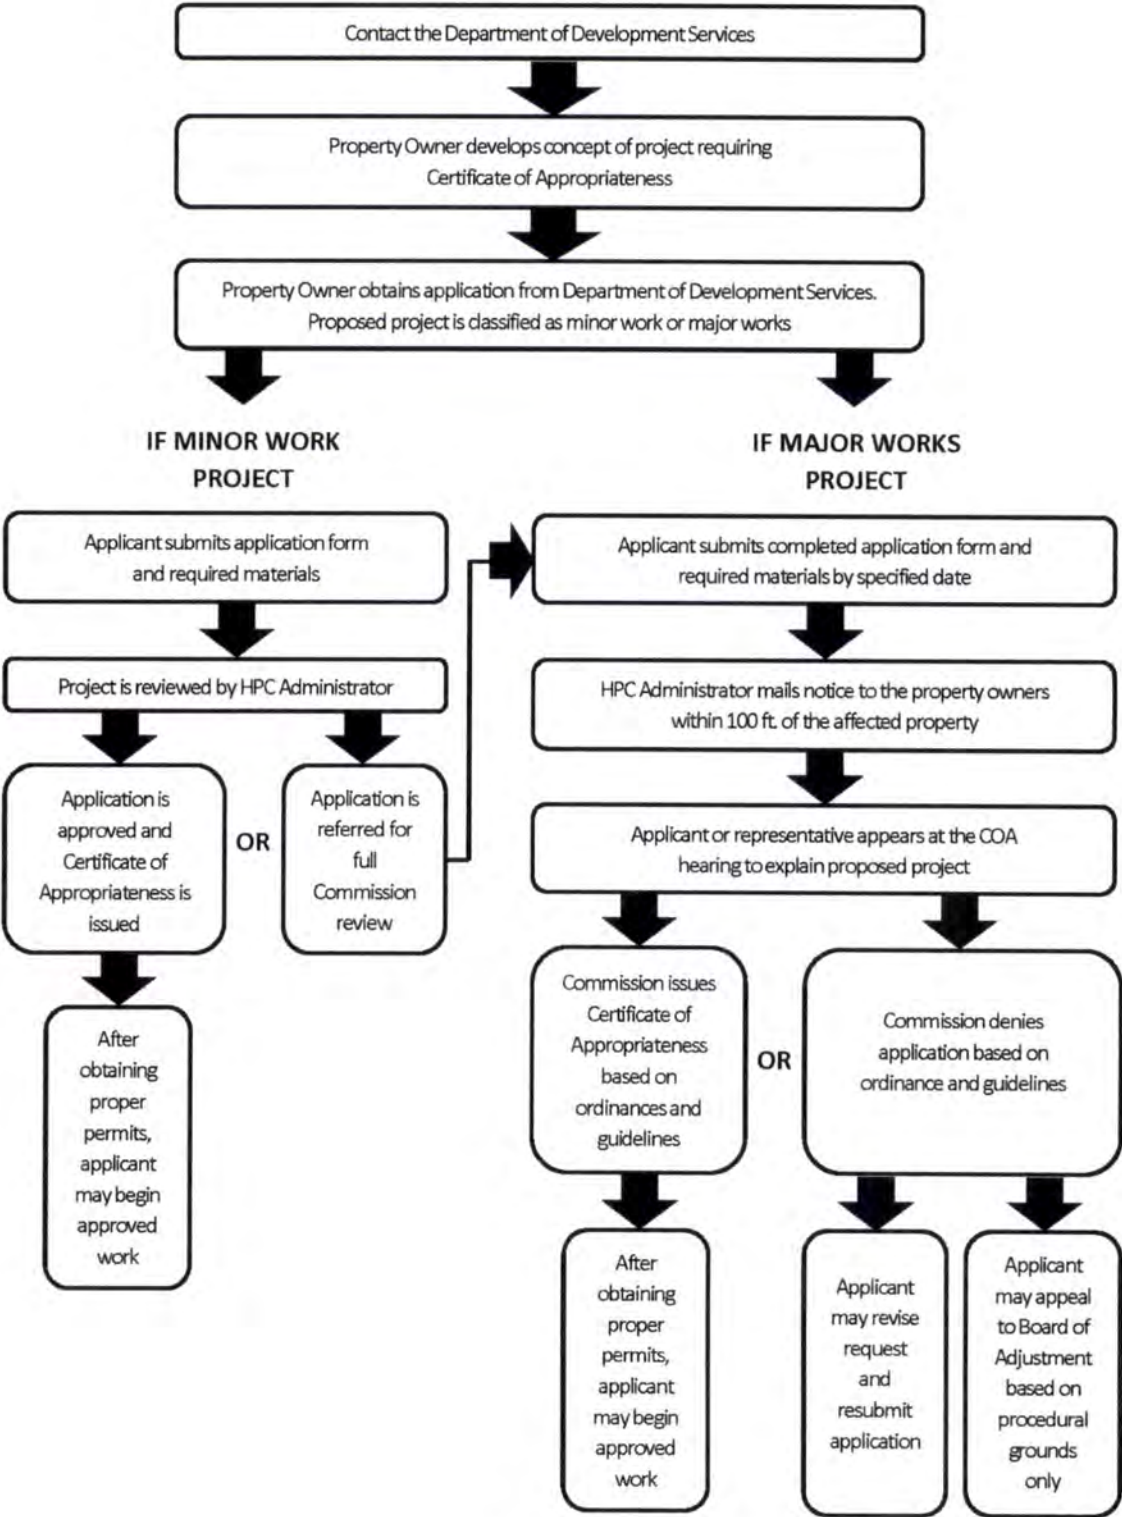 Contact the Department of Development Services
Property Owner develops concept of project requiring
Certificate of Appropriateness
Property Owner obtains application from Department of Development Services.
Proposed project is classified as minor work or major works
IF MINOR WORK
PROJECT
Applicant submits application form
and required materials
Project is reviewed by HPC Administrator
Application is
approved and
Certificate of
Appropriateness is
issued
OR
Application is
referred for
full
Commission
review
After
obtaining
proper
permits,
applicant
may begin
approved
work
IF MAJOR WORKS
PROJECT
Applicant submits completed application form and
required materials by specified date
HPC Administrator mails notice to the property owners
within 100 ft. of the affected property
Applicant or representative appears at the COA
hearing to explain proposed project
Commission issues
Certificate of
Appropriateness
based on
ordinances and
guidelines
OR
Commission denies
application based on
ordinance and guidelines
After
obtaining
proper
permits,
applicant
may begin
approved
work
Applicant
may revise
request
and
resubmit
application
Applicant
may appeal
to Board of
Adjustment
based on
procedural
grounds
only